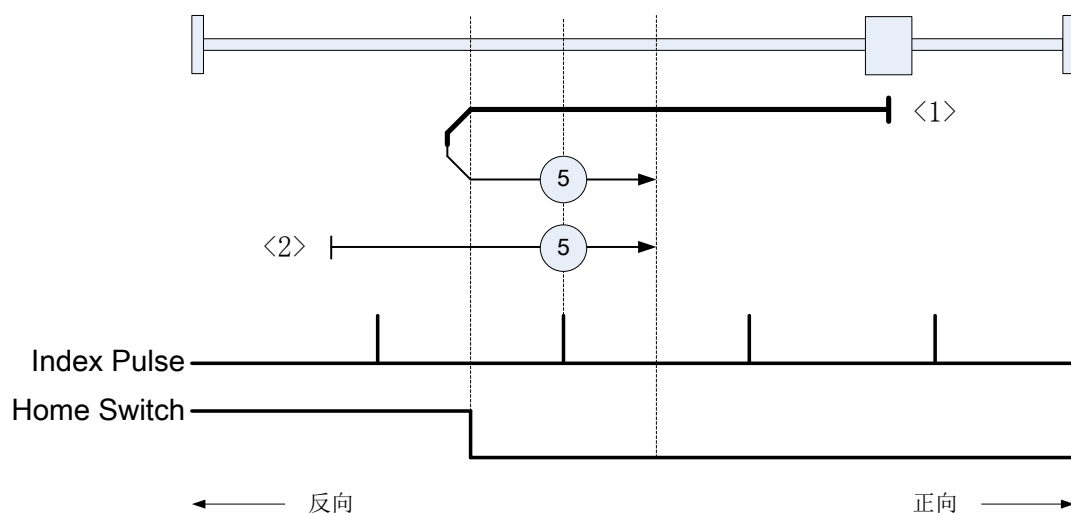 〈1〉
5
〈2〉
5
Index Pulse
Home Switch
反向 正向